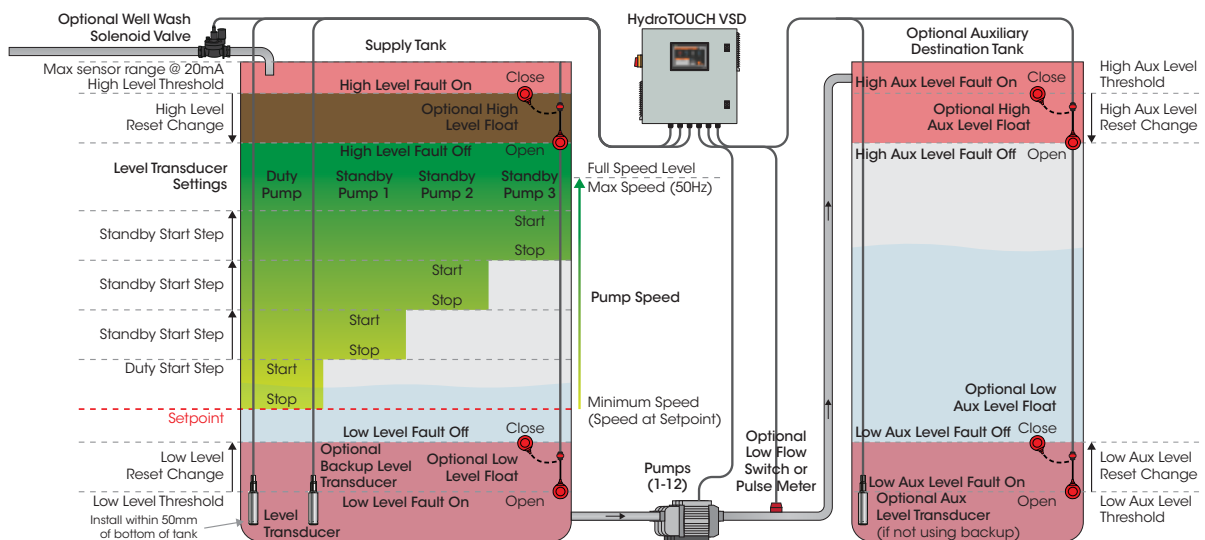 Optional Well Wash
Solenoid Valve
HydroTOUCH VSD
Supply Tank
Optional Auxiliary
Destination Tank
Max sensor range @ 20mA
High Level Threshold
High Level Fault On
Close
High Level
Reset Change
Optional High
Level Float
High Level Fault Off
Open
Level Transducer
Settings
Duty
Pump
Standby
Pump 1
Standby
Pump 2
Standby
Pump 3
Full Speed Level
Max Speed (50Hz)
Start
Standby Start Step
Stop
Start
Standby Start Step
Stop
Pump Speed
Start
Standby Start Step
Stop
Duty Start Step
Start
Stop
Setpoint
Minimum Speed
(Speed at Setpoint)
Low Level Fault Off
Close
Low Level
Reset Change
Optional
Backup Level
Transducer
Optional Low
Level Float
Low Level Threshold
Low Level Fault On
Open
Install within 50mm
of bottom of tank
Level
Transducer
Pumps
(1-12)
Optional
Low Flow
Switch or
Pulse Meter
High Aux Level Fault On
Close
High Aux Level
Threshold
Optional High
Aux Level Float
High Aux Level
Reset Change
High Aux Level Fault Off
Open
Optional Low
Aux Level Float
Low Aux Level Fault Off
Close
Low Aux Level
Reset Change
Low Aux Level Fault On
Optional Aux
Level Transducer
(if not using backup)
Open
Low Aux Level
Threshold